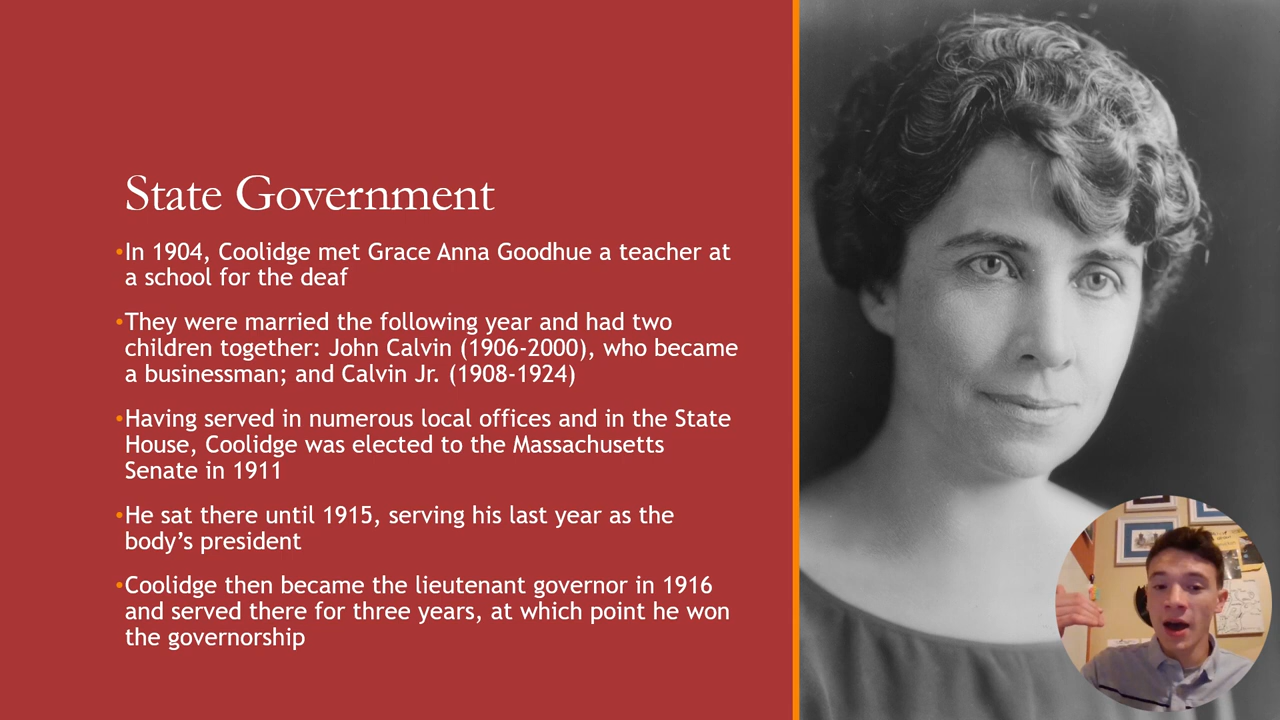 State Government
•In 1904, Coolidge met Grace Anna Goodhue a teacher at
a school for the deaf
•They were married the following year and had two
children together: John Calvin (1906-2000), who became
a businessman; and Calvin Jr. (1908-1924)
•Having served in numerous local offices and in the State
House, Coolidge was elected to the Massachusetts
Senate in 1911
•He sat there until 1915, serving his last year as the
body’s president
•Coolidge then became the lieutenant governor in 1916
and served there for three years, at which point he won
the governorship